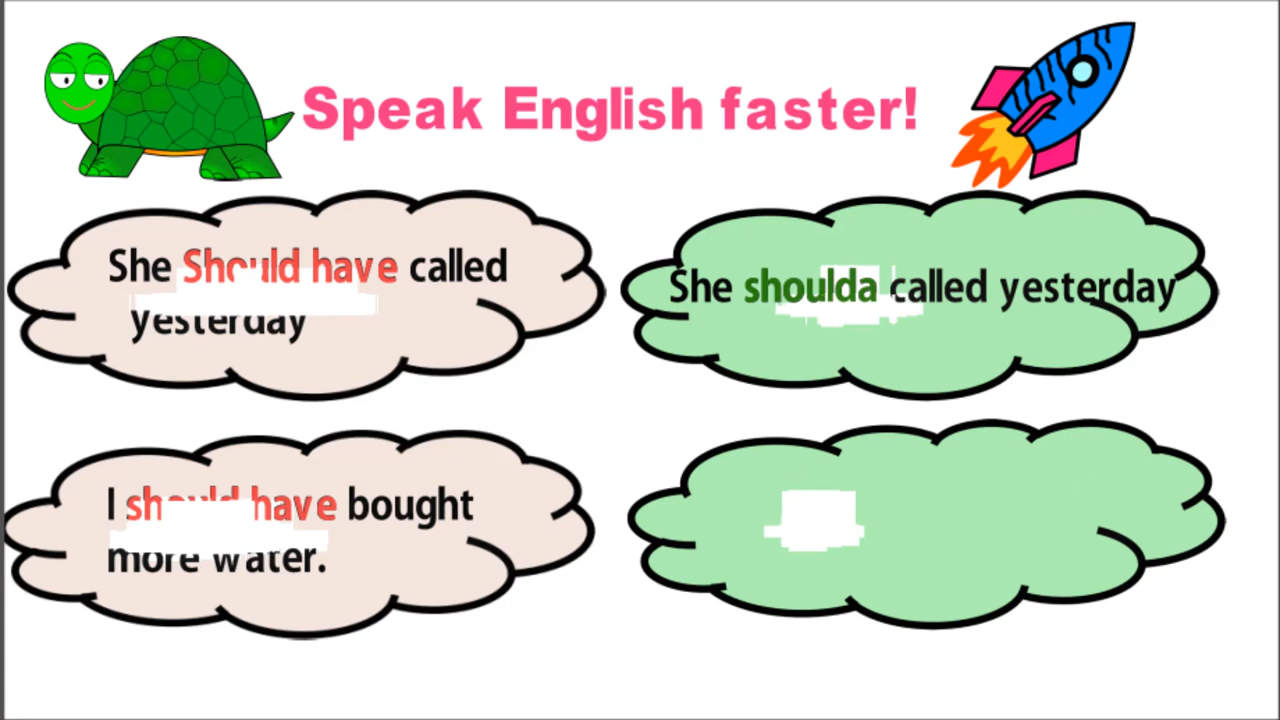 Speak English faster!
She Should have called
yesterday
She shoulda called yesterday
I should have bought
more water.